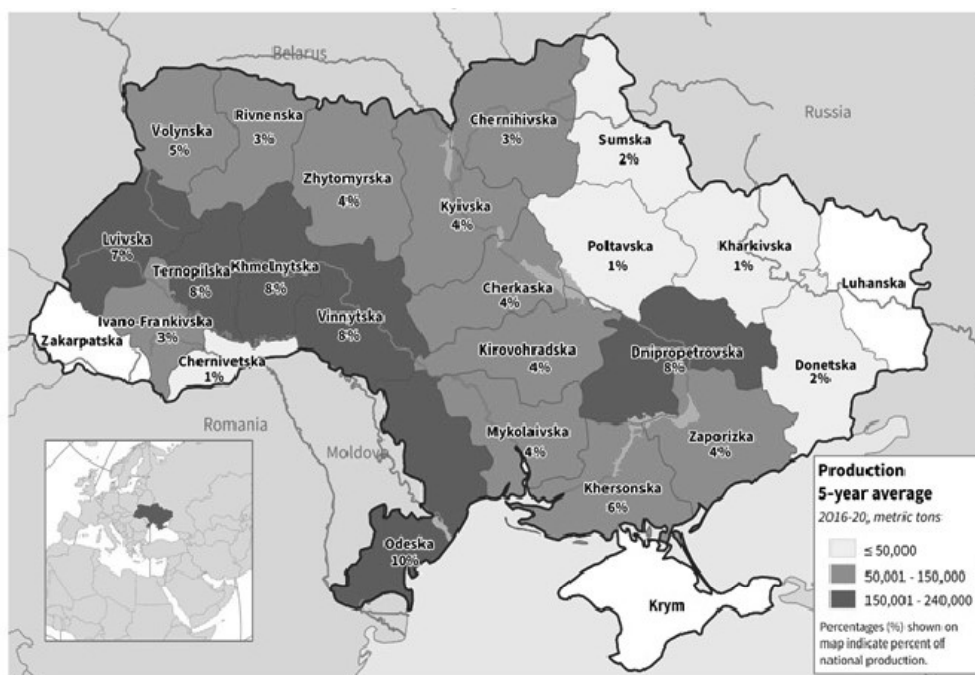 Belarus
Russia
Volynska
5%
Rivnenska
3%
Zhytomyrska
4%
Kyiivska
4%
Chernihivska
3%
Sumska
2%
Poltavska
1%
Kharkivska
1%
Luhanska
Lvivska
7%
Ternopilska
8%
Khmelnytska
8%
Vinnytska
8%
Cherkaska
4%
Kirovohradska
4%
Dnipropetrovska
8%
Donetska
2%
Zakarpatska
Ivano-Frankivska
3%
Chernivetska
1%
Romania
Moldova
Mykolaivska
4%
Zaporizka
4%
Khersonska
6%
Odeska
10%
Krym
Production
5-year average
2016-20, metriic tons
≤ 50,000
50,001 - 150,000
150,001 - 240,000
Percentages (%) shown on
map indicate percent of
national production.